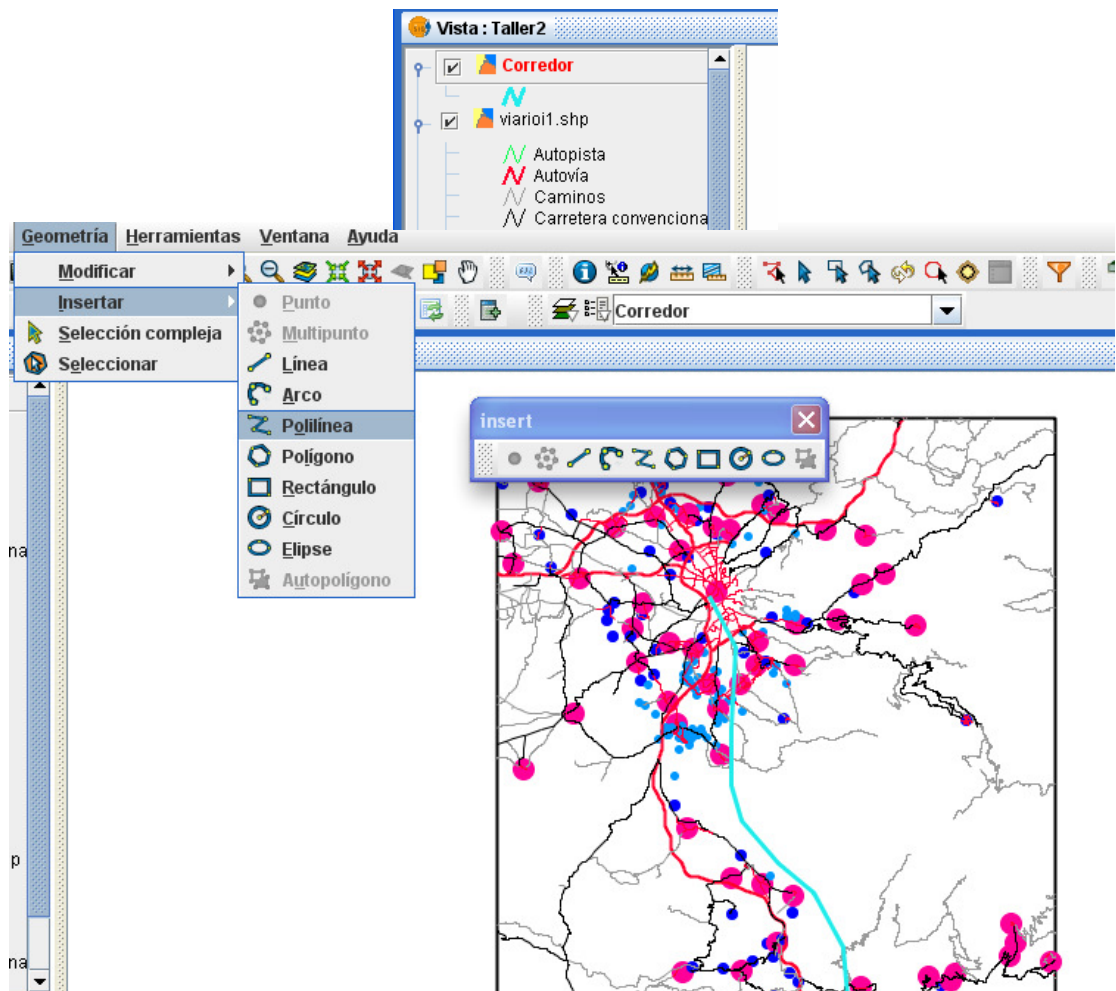 Vista : Taller2
Corredor
viarioi1.shp
Autopista
Autovía
Caminos
Carretera convenciona
Geometría Herramientas Ventana Ayuda
Modificar
Insertar
Selección compleja
Seleccionar
Punto
Multipunto
Línea
Arco
Polilínea
Polígono
Rectángulo
Círculo
Elipse
Autopolígono
Corredor
insert
na
p
na